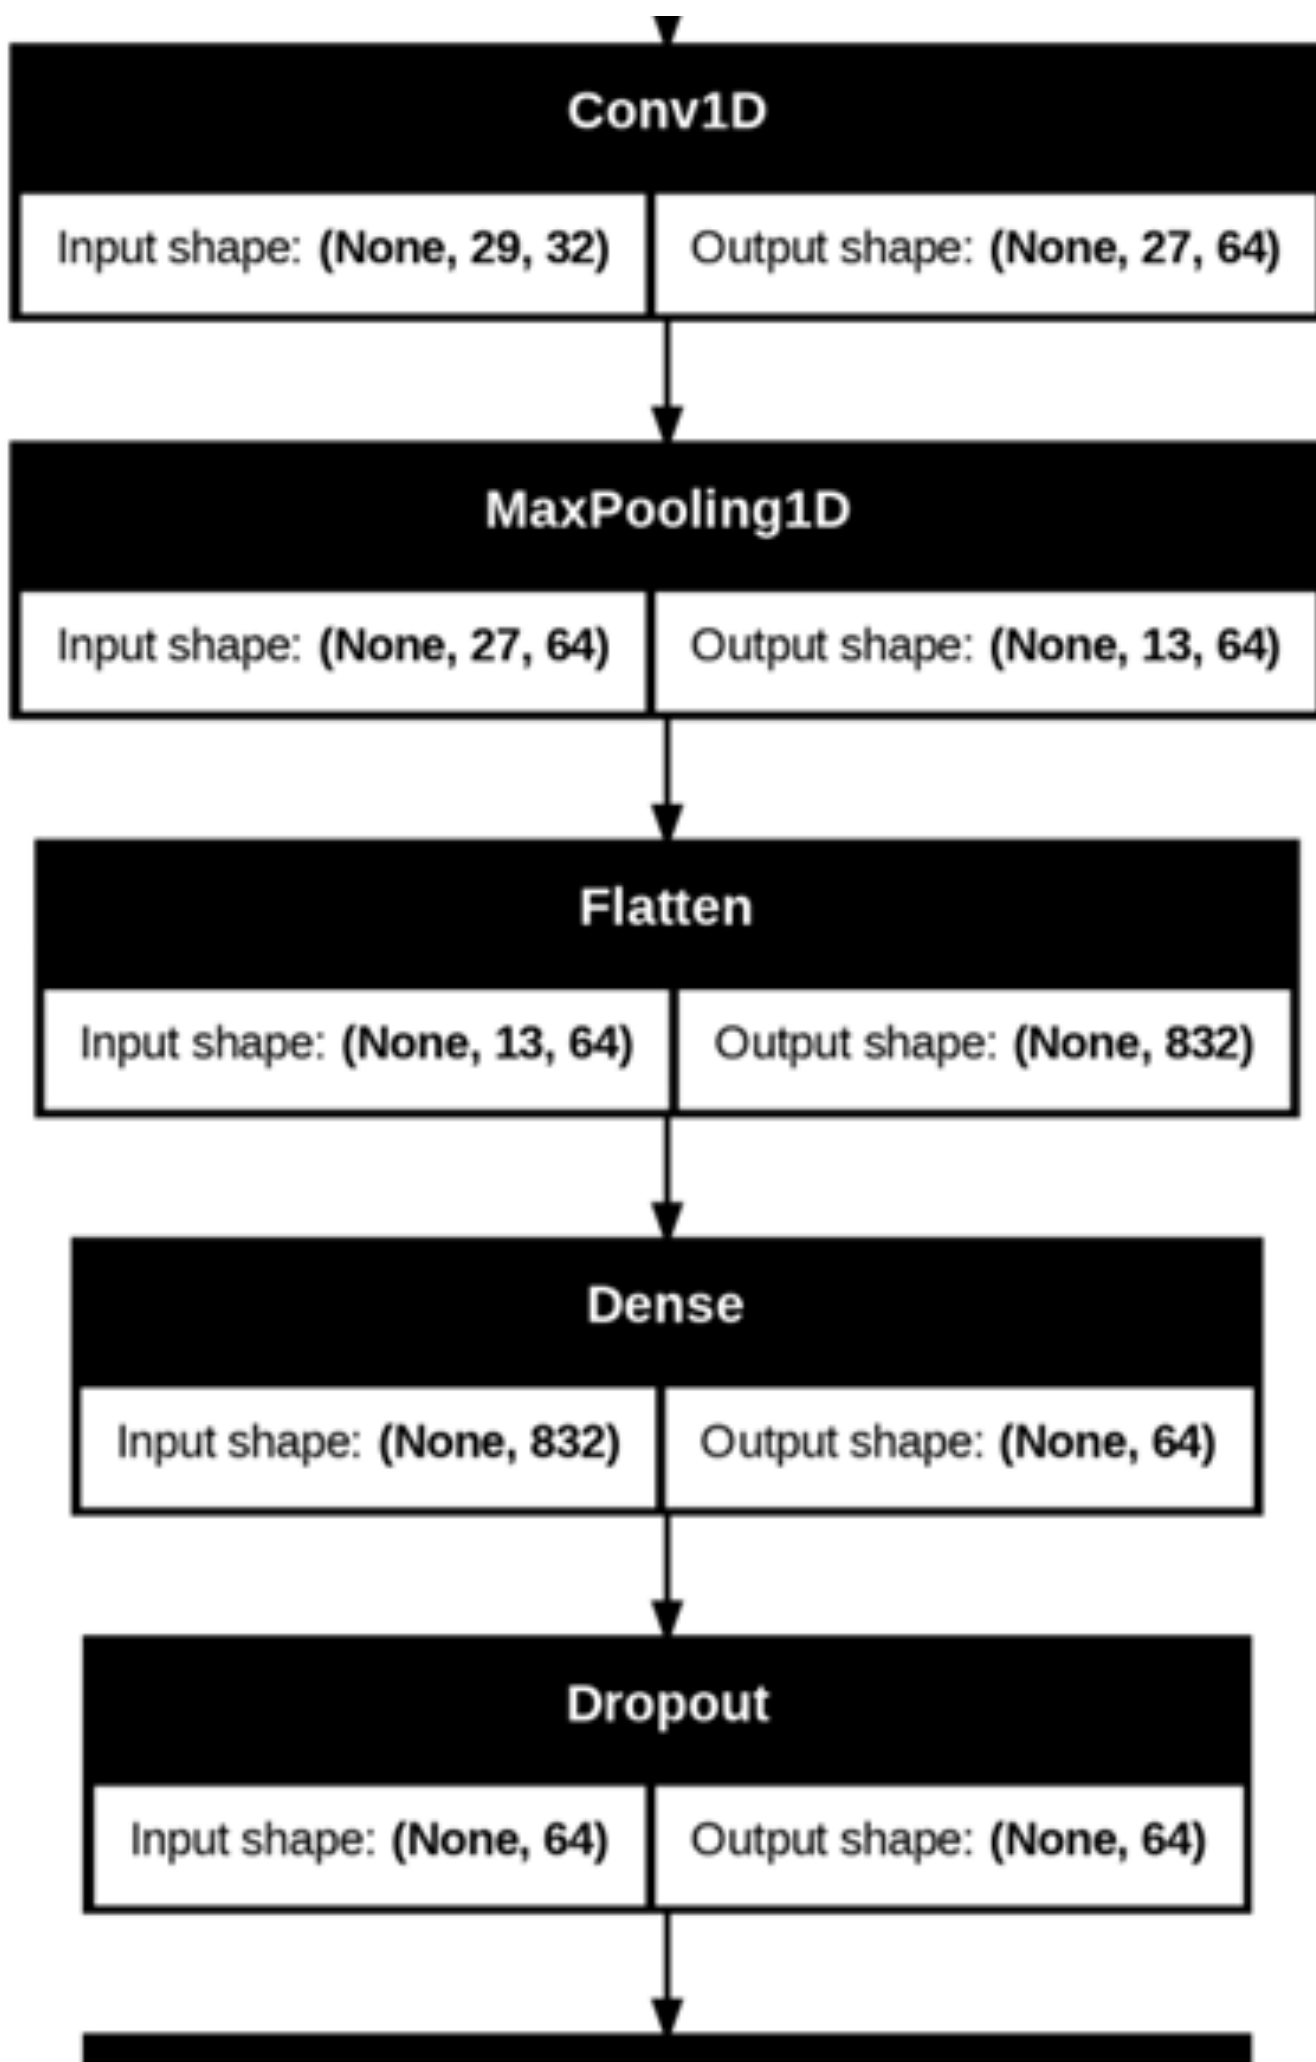 Conv1D
Input shape: (None, 29, 32) Output shape: (None, 27, 64)
MaxPooling1D
Input shape: (None, 27, 64) Output shape: (None, 13, 64)
Flatten
Input shape: (None, 13, 64) Output shape: (None, 832)
Dense
Input shape: (None, 832) Output shape: (None, 64)
Dropout
Input shape: (None, 64) Output shape: (None, 64)